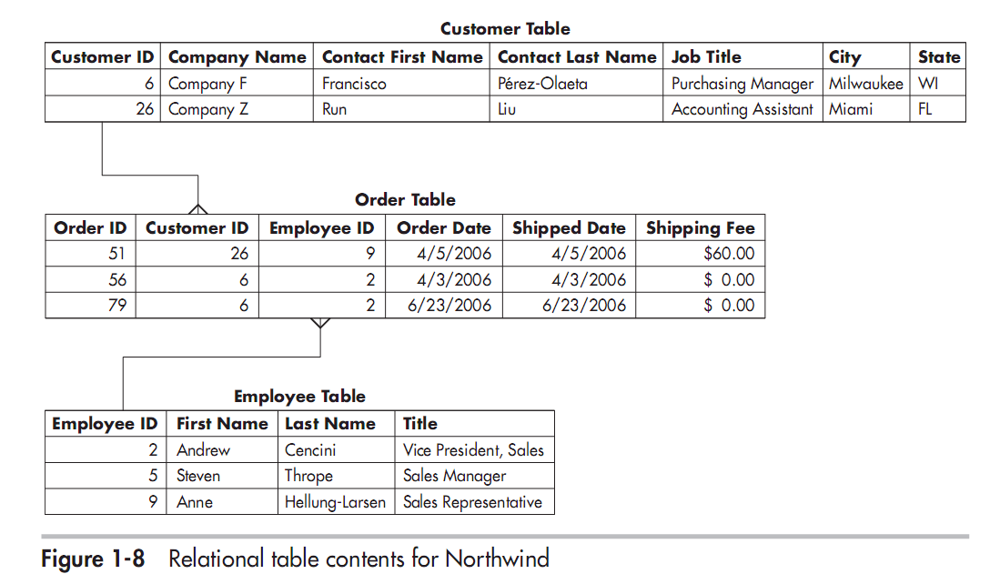 Customer Table
Customer ID Company Name Contact First Name Contact Last Name Job Title City State
6 Company F Francisco Pérez-Olaeta Purchasing Manager Milwaukee WI
26 Company Z Run Liu Accounting Assistant Miami FL
Order Table
Order ID Customer ID Employee ID Order Date Shipped Date Shipping Fee
51 26 9 4/5/2006 4/5/2006 $60.00
56 6 2 4/3/2006 4/3/2006 $ 0.00
79 6 2 6/23/2006 6/23/2006 $ 0.00
Employee Table
Employee ID First Name Last Name Title
2 Andrew Cencini Vice President, Sales
5 Steven Thrope Sales Manager
9 Anne Hellung-Larsen Sales Representative
Figure 1-8 Relational table contents for Northwind